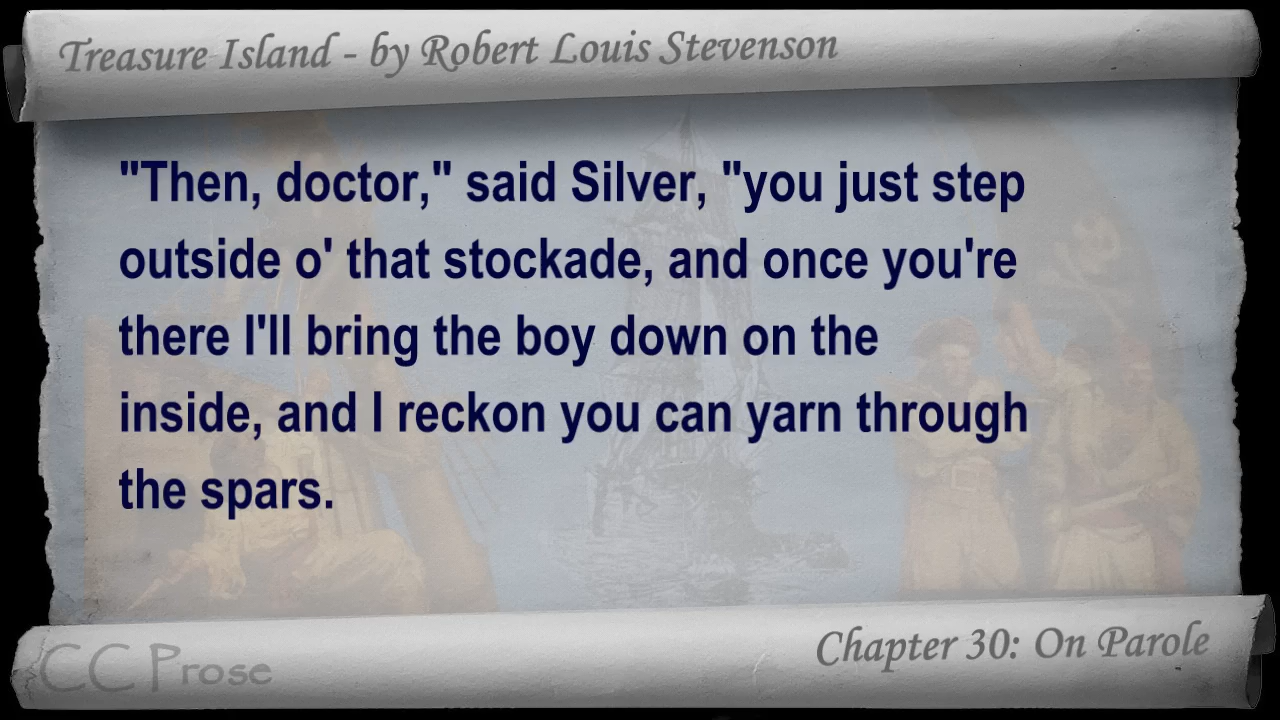 Treasure Island - by Robert Louis Stevenson
"Then, doctor," said Silver, "you just step
outside o' that stockade, and once you're
there I'll bring the boy down on the
inside, and I reckon you can yarn through
the spars.
CC Prose
Chapter 30: On Parole